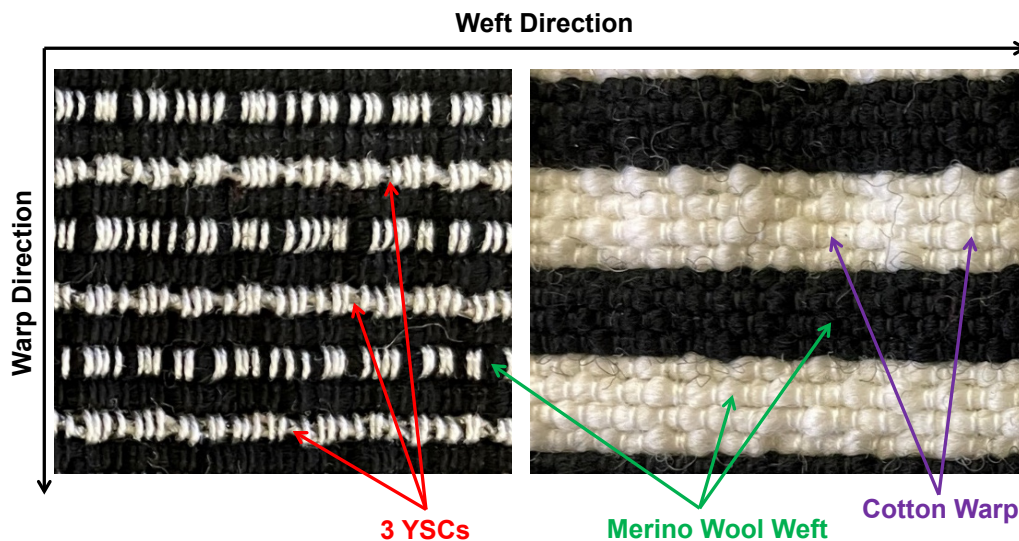 Weft Direction
Warp Direction
3 YSCs
Merino Wool Weft
Cotton Warp